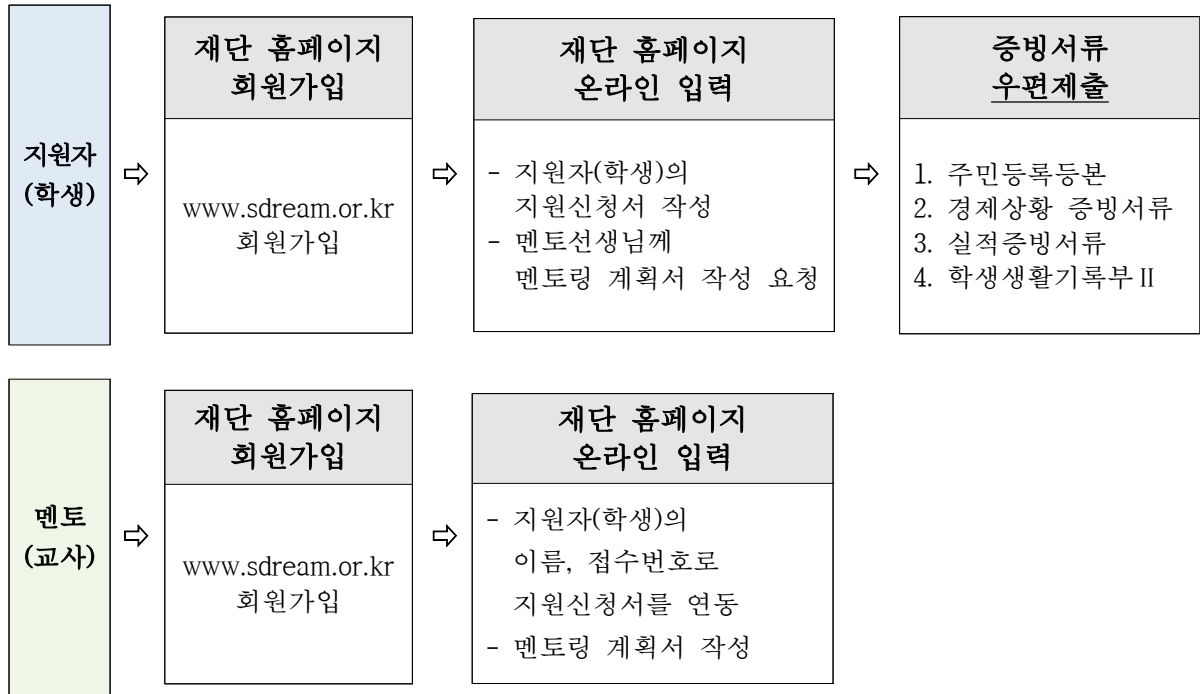 지원자
(학생)
재단 홈페이지
회원가입
www.sdream.or.kr
회원가입
재단 홈페이지
온라인 입력
- 지원자(학생)의
지원신청서 작성
- 멘토선생님께
멘토링 계획서 작성 요청
증빙서류
우편제출
1. 주민등록등본
2. 경제상황 증빙서류
3. 실적증빙서류
4. 학생생활기록부Ⅱ
멘토
(교사)
재단 홈페이지
회원가입
www.sdream.or.kr
회원가입
재단 홈페이지
온라인 입력
- 지원자(학생)의
이름, 접수번호로
지원신청서를 연동
- 멘토링 계획서 작성